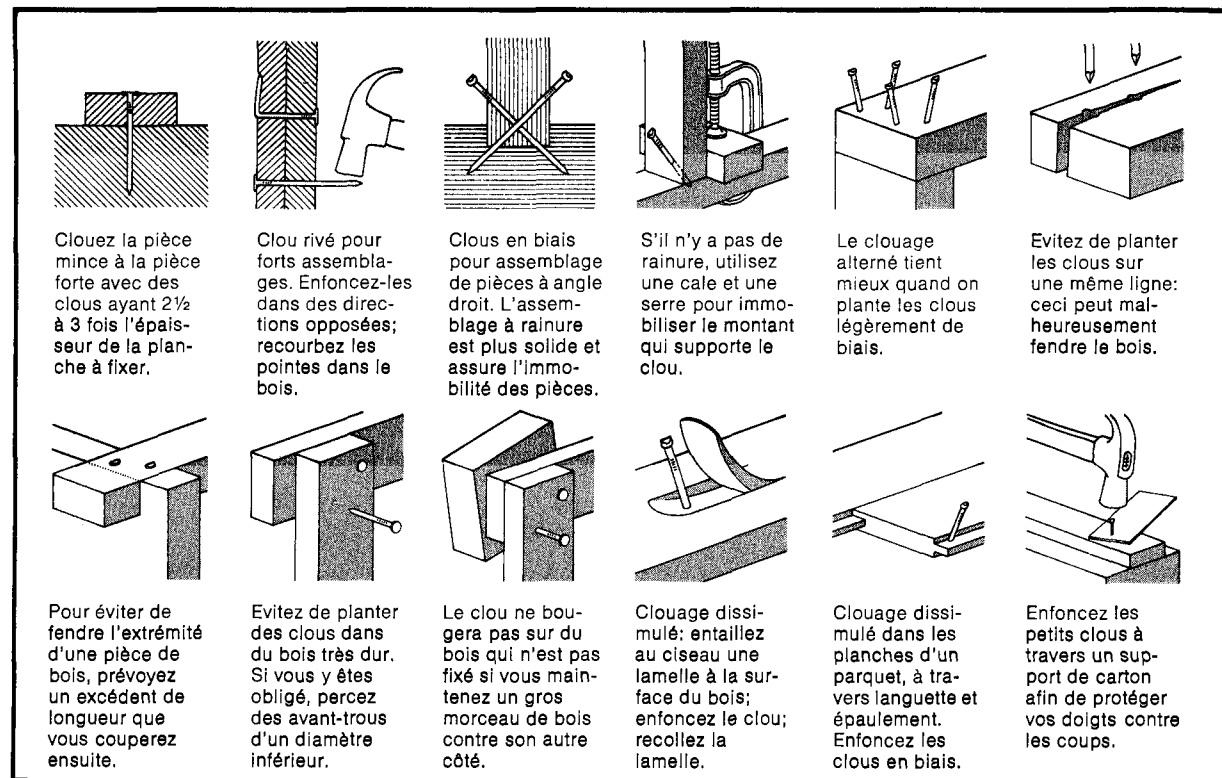 Clouez la pièce
mince à la pièce
forte avec des
clous ayant 2½
à 3 fois l'épais-
seur de la plan-
che à fixer.
Clou rivé pour
forts assembla-
ges. Enfoncez-les
dans des direc-
tions opposées;
recourbez les
pointes dans le
bois.
Clous en biais
pour assemblage
de pièces à angle
droit. L'assem-
blage à rainure
est plus solide et
assure l'immo-
bilité des pièces.
S'il n'y a pas de
rainure, utilisez
une cale et une
serre pour immo-
biliser le montant
qui supporte le
clou.
Le clouage
alterné tient
mieux quand on
plante les clous
légèrement de
biais.
Evitez de planter
les clous sur
une même ligne:
ceci peut mal-
heureusement
fendre le bois.
Pour éviter de
fendre l'extrémité
d'une pièce de
bois, prévoyez
un excédent de
longueur que
vous couperez
ensuite.
Evitez de planter
des clous dans
du bois très dur.
Si vous y êtes
obligé, percez
des avant-trous
d'un diamètre
inférieur.
Le clou ne bou-
gera pas sur du
bois qui n'est pas
fixé si vous main-
tenez un gros
morceau de bois
contre son autre
côté.
Clouage dissi-
mulé: entaillez
au ciseau une
lamelle à la sur-
face du bois;
enfoncez le clou;
recollez la
lamelle.
Clouage dissi-
mulé dans les
planches d'un
parquet, à tra-
vers languette et
épaulement.
Enfoncez les
clous en biais.
Enfoncez les
petits clous à
travers un sup-
port de carton
afin de protéger
vos doigts contre
les coups.